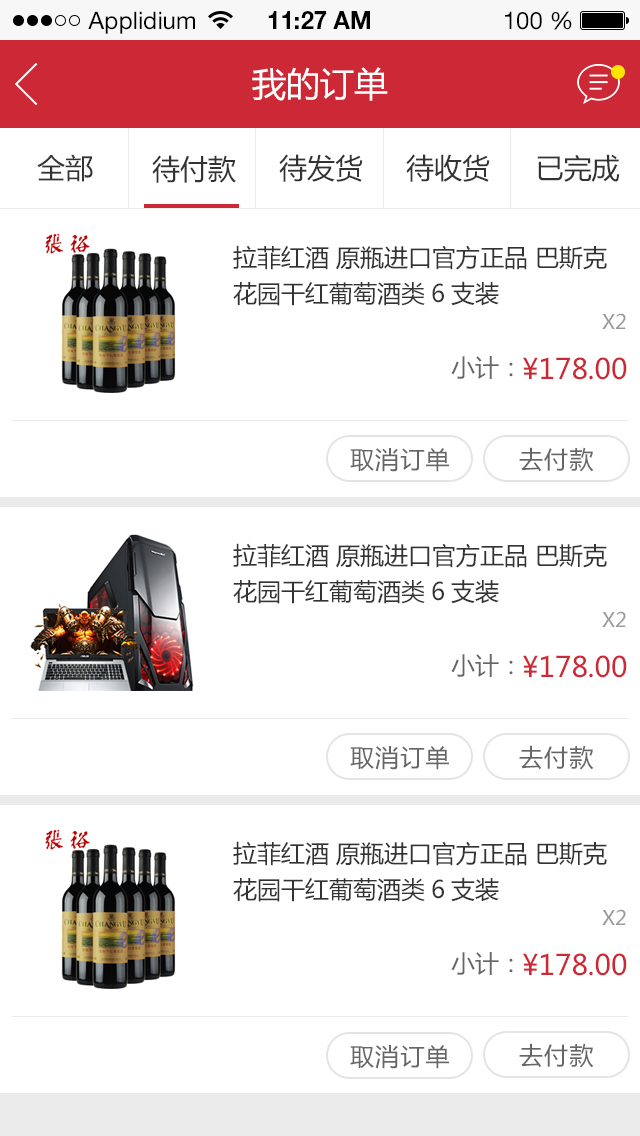 Applidium 11:27 AM 100 %
我的订单
全部 待付款 待发货 待收货 已完成
張裕
拉菲红酒 原瓶进口官方正品 巴斯克
花园干红葡萄酒类 6 支装
X2
小计：¥178.00
取消订单 去付款
拉菲红酒 原瓶进口官方正品 巴斯克
花园干红葡萄酒类 6 支装
X2
小计：¥178.00
取消订单 去付款
張裕
拉菲红酒 原瓶进口官方正品 巴斯克
花园干红葡萄酒类 6 支装
X2
小计：¥178.00
取消订单 去付款